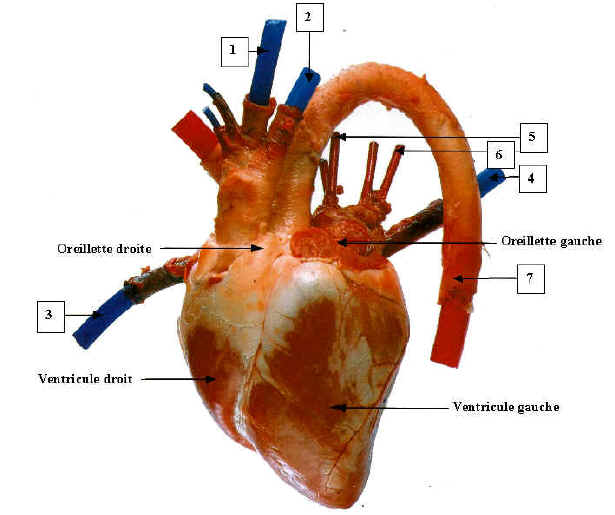 2
1
5
6
4
Oreillette droite
Oreillette gauche
7
3
Ventricule droit
Ventricule gauche